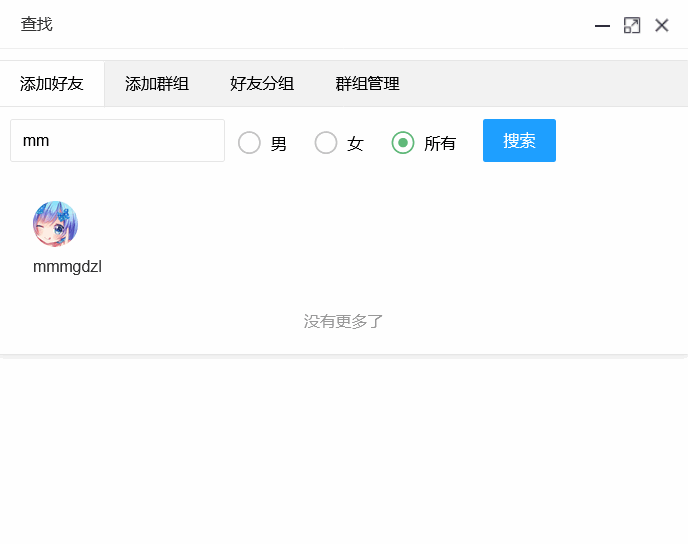 查找
添加好友 添加群组 好友分组 群组管理
mm 男 女 所有 搜索
mmmgdzl
没有更多了